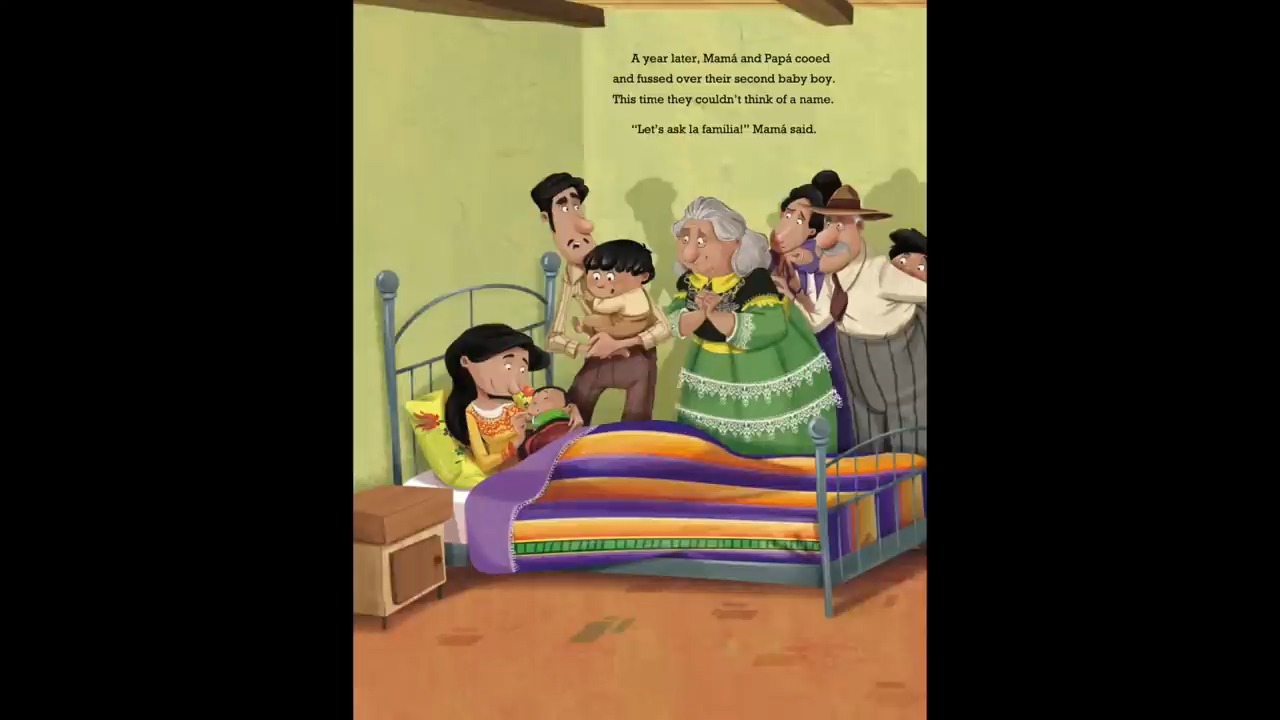 A year later, Mamá and Papá cooed
and fussed over their second baby boy.
This time they couldn’t think of a name.
“Let’s ask la familia!” Mamá said.